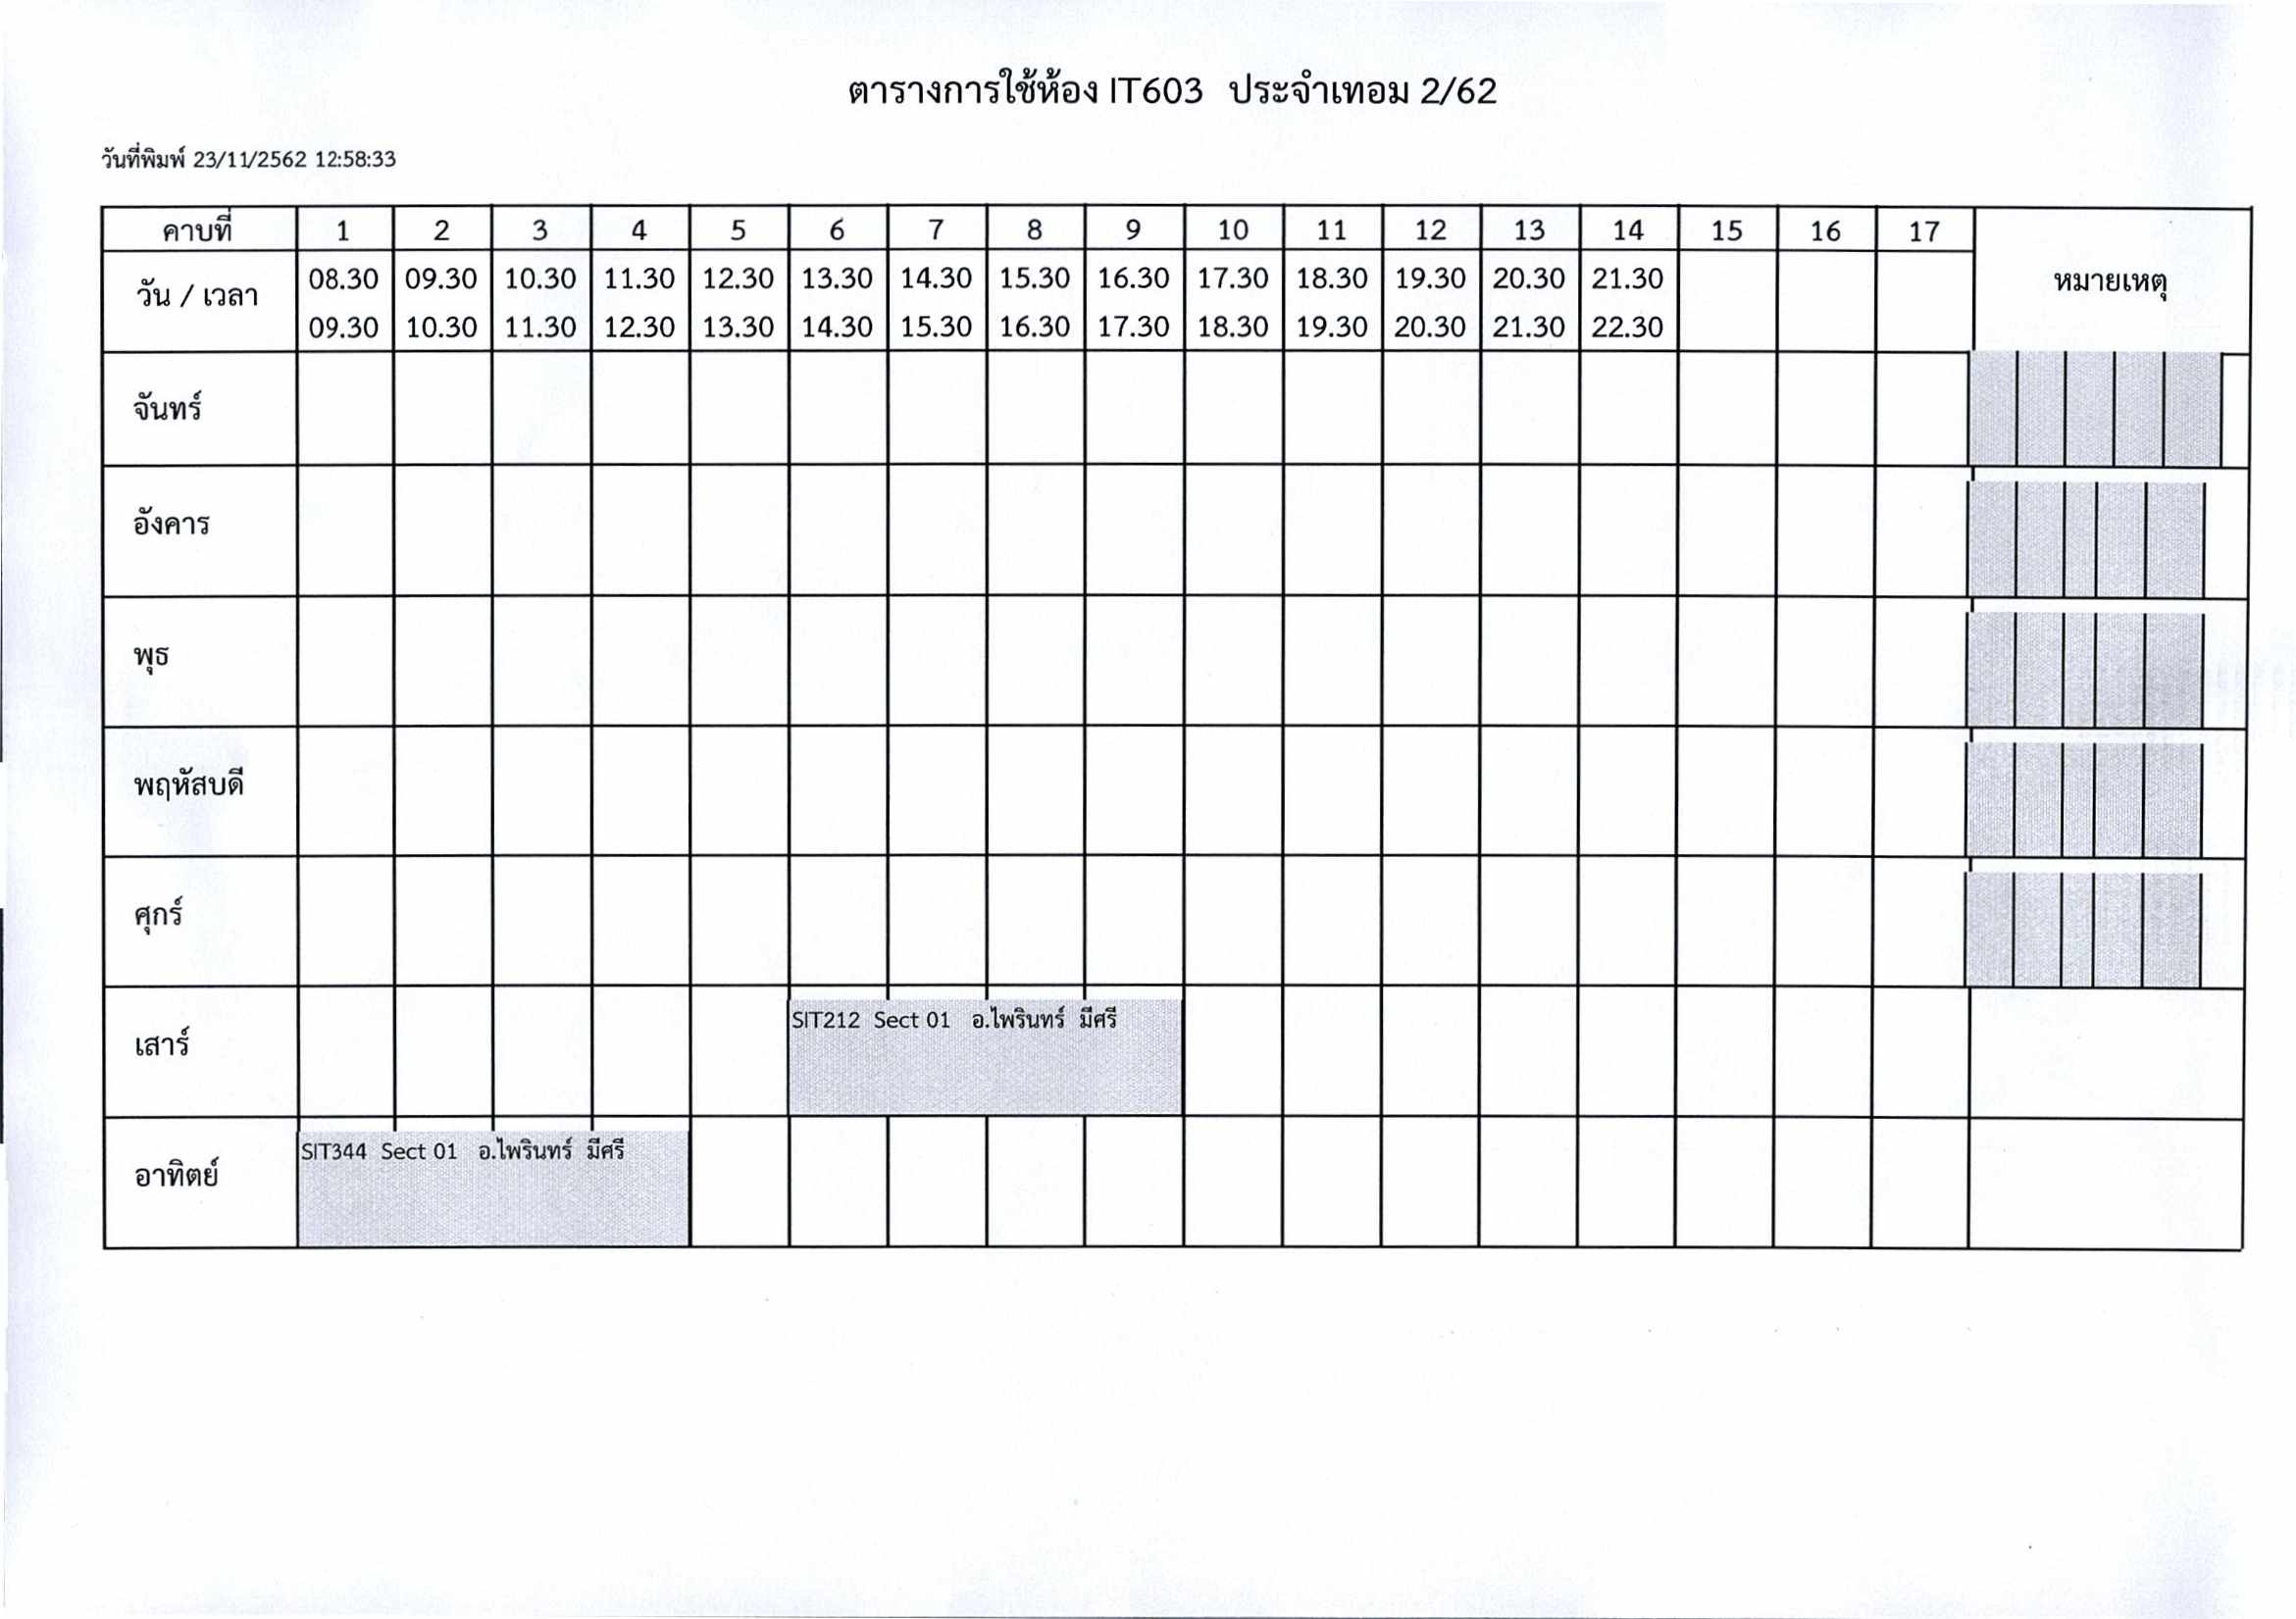 ตารางการใช้ห้อง IT603 ประจำเทอม 2/62
วันที่พิมพ์ 23/11/2562 12:58:33
คาบที่ 1 2 3 4 5 6 7 8 9 10 11 12 13 14 15 16 17
วัน / เวลา 08.30 09.30 10.30 11.30 12.30 13.30 14.30 15.30 16.30 17.30 18.30 19.30 20.30 21.30 หมายเหตุ
09.30 10.30 11.30 12.30 13.30 14.30 15.30 16.30 17.30 18.30 19.30 20.30 21.30 22.30
จันทร์
อังคาร
พุธ
พฤหัสบดี
ศุกร์
เสาร์ SIT212 Sect 01 อ.ไพรินทร์ มีศรี
อาทิตย์ SIT344 Sect 01 อ.ไพรินทร์ มีศรี